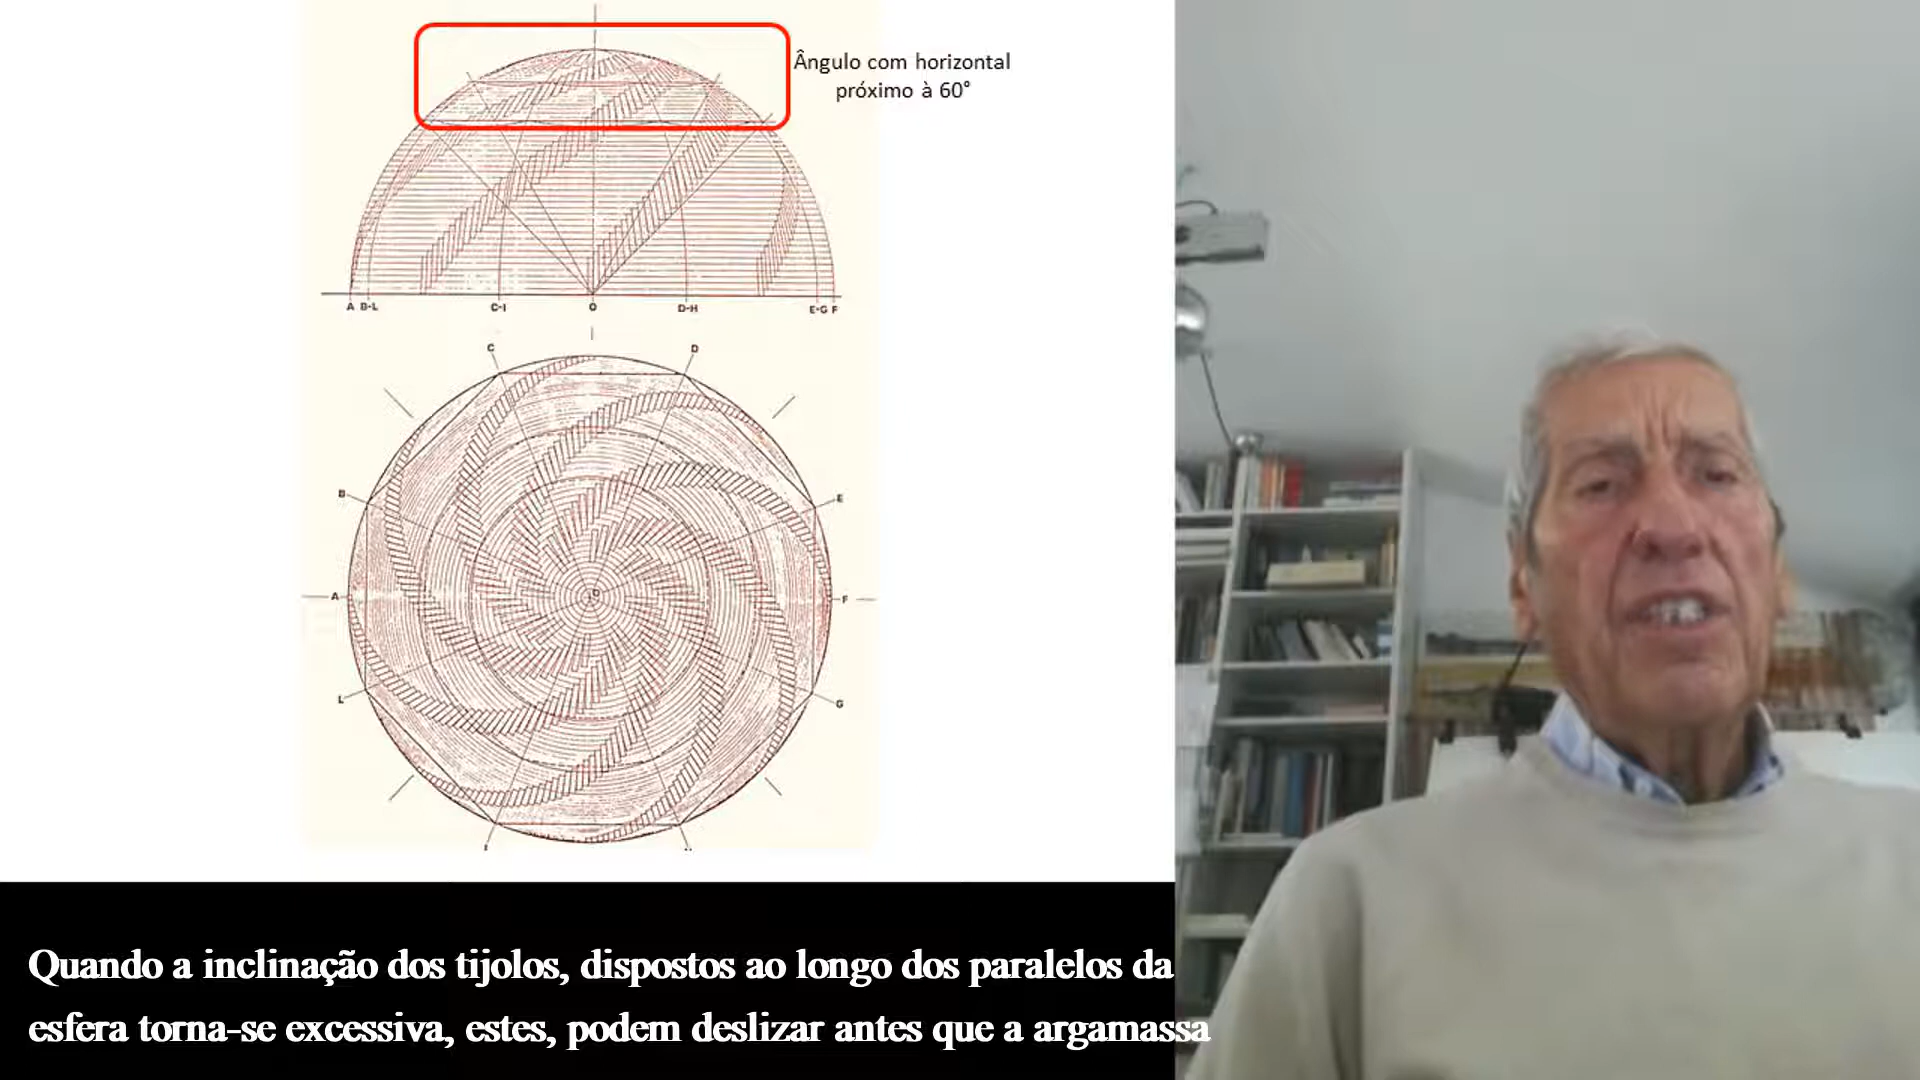 Ângulo com horizontal
próximo à 60°
A B-L C-I O D-H E-G F
C D
B E
A F
L G
Quando a inclinação dos tijolos, dispostos ao longo dos paralelos da
esfera torna-se excessiva, estes, podem deslizar antes que a argamassa